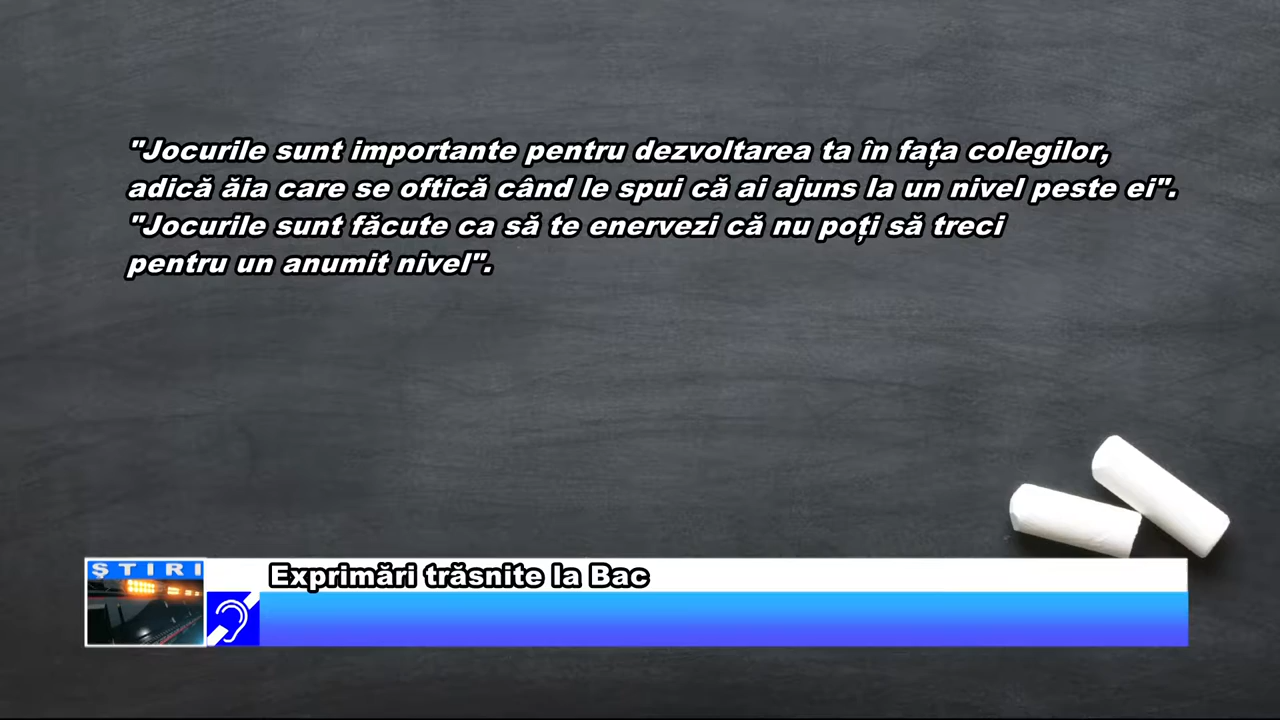 "Jocurile sunt importante pentru dezvoltarea ta în fața colegilor,
adică ăia care se oftică când le spui că ai ajuns la un nivel peste ei".
"Jocurile sunt făcute ca să te enervezi că nu poți să treci
pentru un anumit nivel".
ŞTIRI
Exprimări trăsnite la Bac